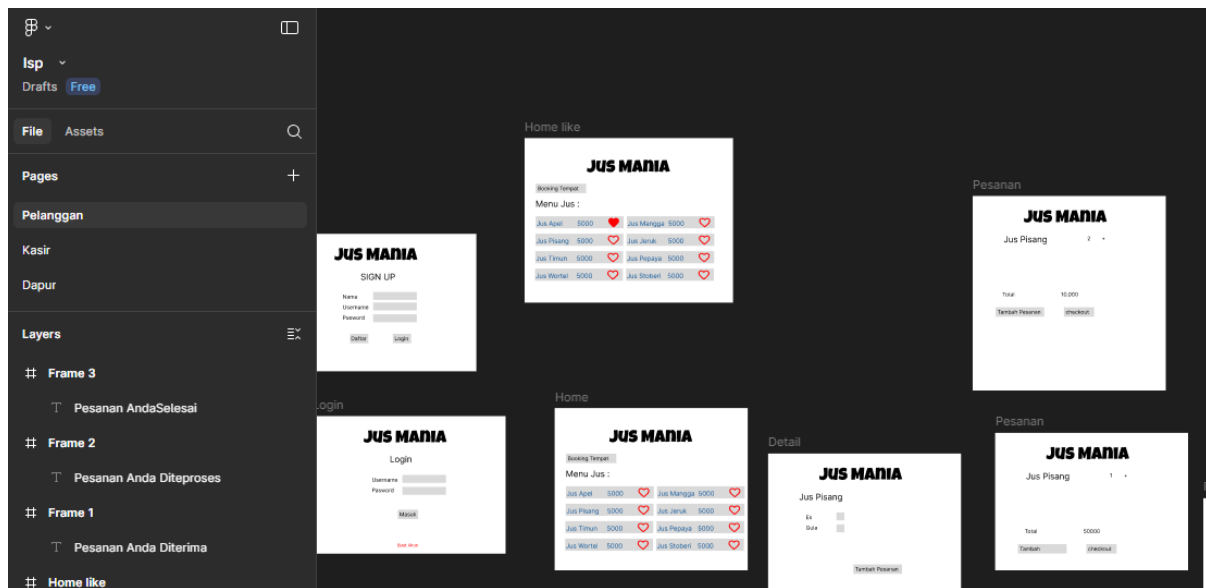 lsp
Drafts Free
File Assets
Pages
Pelanggan
Kasir
Dapur
Layers
Frame 3
Pesanan AndaSelesai
Frame 2
Pesanan Anda Diteproses
Frame 1
Pesanan Anda Diterima
Home like
Home like
JUS MANIA
Booking Tempat
Menu Jus :
Jus Apel 5000 Jus Mangga 5000
Jus Pisang 5000 Jus Jeruk 5000
Jus Timun 5000 Jus Pepaya 5000
Jus Wortel 5000 Jus Stoberi 5000
JUS MANIA
SIGN UP
Nama
Username
Pasword
Daftar Login
Pesanan
JUS MANIA
Jus Pisang 2
Total 10.000
Tambah Pesanan checkout
Login
JUS MANIA
Login
Username
Pasword
Masuk
Home
JUS MANIA
Booking Tempat
Menu Jus :
Jus Apel 5000 Jus Mangga 5000
Jus Pisang 5000 Jus Jeruk 5000
Jus Timun 5000 Jus Pepaya 5000
Jus Wortel 5000 Jus Stoberi 5000
Detail
JUS MANIA
Jus Pisang
Es
Gula
Tambah Pesanan
Pesanan
JUS MANIA
Jus Pisang 1
Total 50000
Tambah checkout